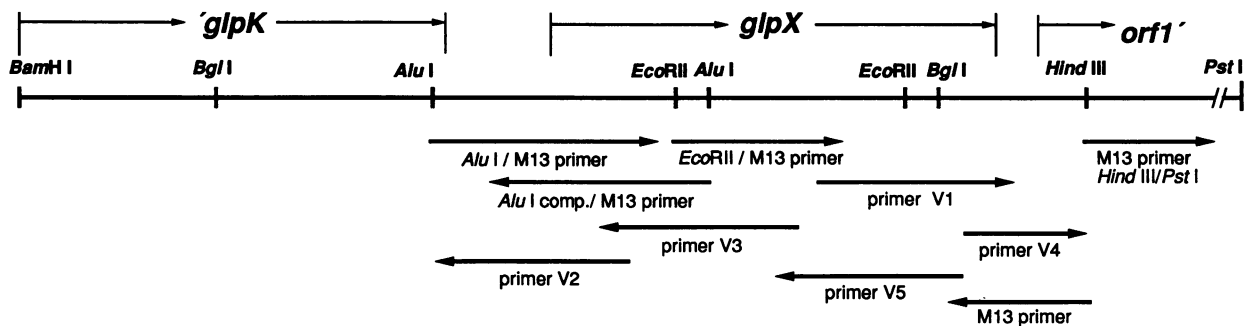 ´glpK glpX orf1´
BamH I Bgl I Alu I EcoRII Alu I EcoRII Bgl I Hind III Pst I
Alu I / M13 primer EcoRII / M13 primer M13 primer
Hind III/Pst I
Alu I comp./ M13 primer primer V1
primer V3 primer V4
primer V2 primer V5
M13 primer